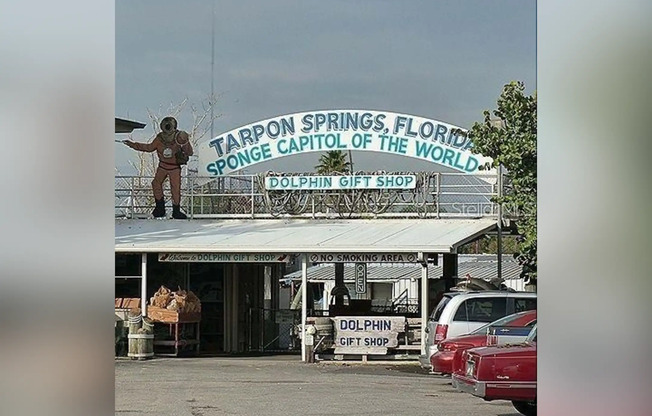 TARPON SPRINGS, FLORIDA
SPONGE CAPITOL OF THE WORLD
DOLPHIN GIFT SHOP
Welcome to DOLPHIN GIFT SHOP
NO SMOKING AREA
DOLPHIN
GIFT SHOP